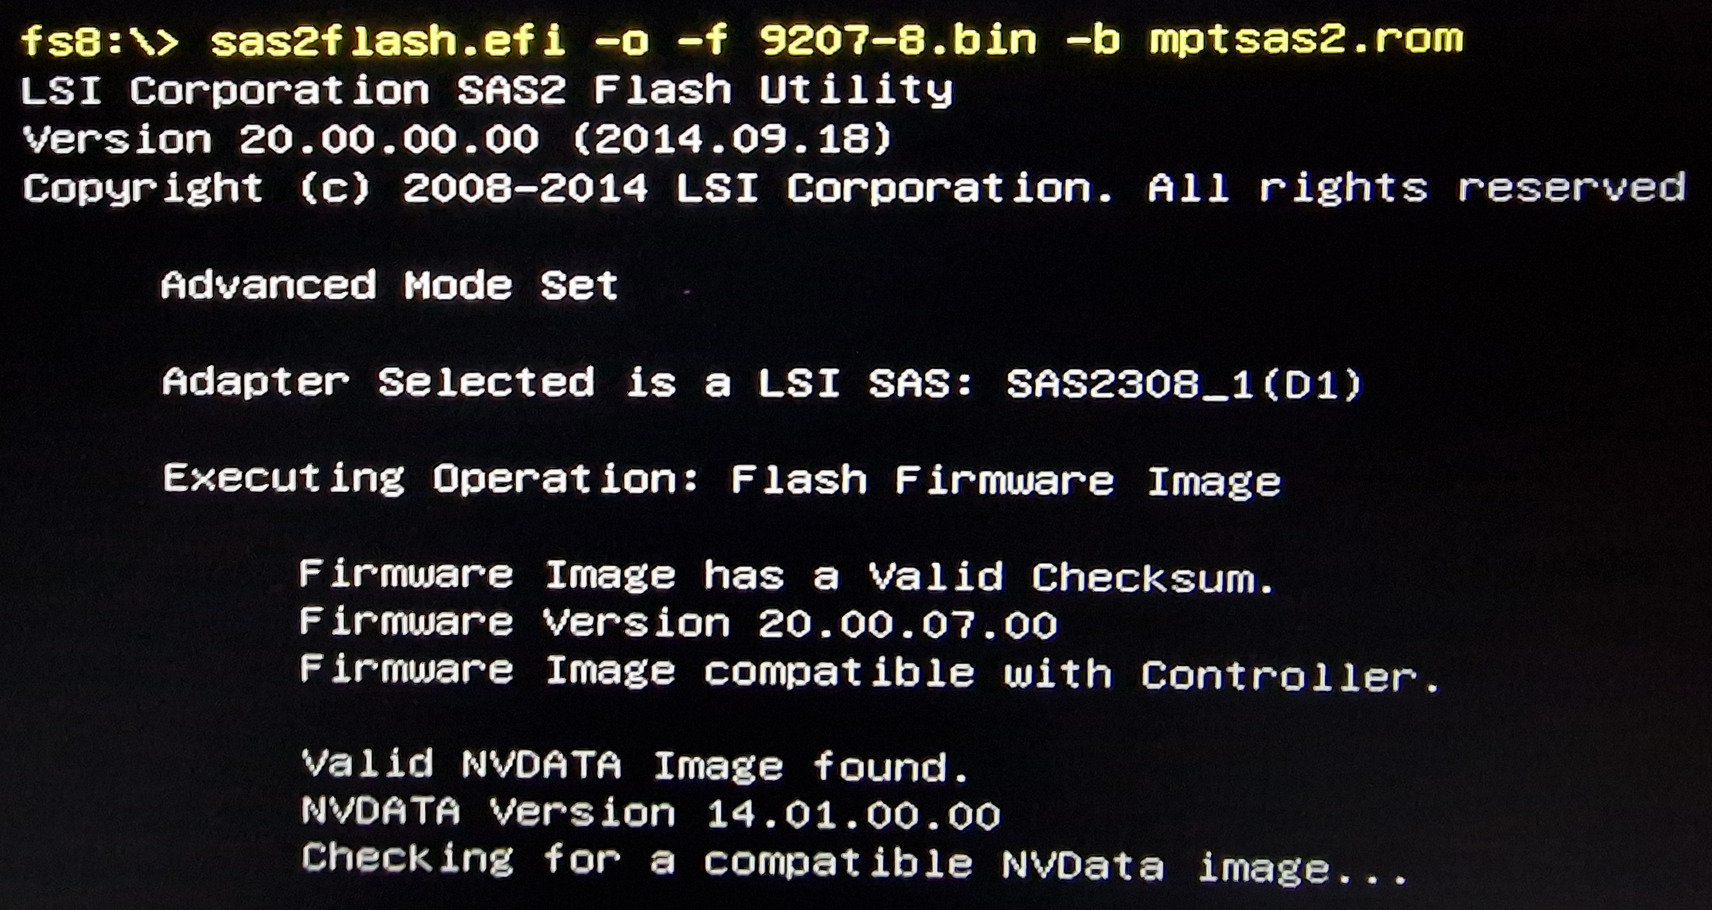 fs8:\> sas2flash.efi -o -f 9207-8.bin -b mptsas2.rom
LSI Corporation SAS2 Flash Utility
Version 20.00.00.00 (2014.09.18)
Copyright (c) 2008-2014 LSI Corporation. All rights reserved
Advanced Mode Set
Adapter Selected is a LSI SAS: SAS2308_1(D1)
Executing Operation: Flash Firmware Image
Firmware Image has a Valid Checksum.
Firmware Version 20.00.07.00
Firmware Image compatible with Controller.
Valid NVDATA Image found.
NVDATA Version 14.01.00.00
Checking for a compatible NVData image...